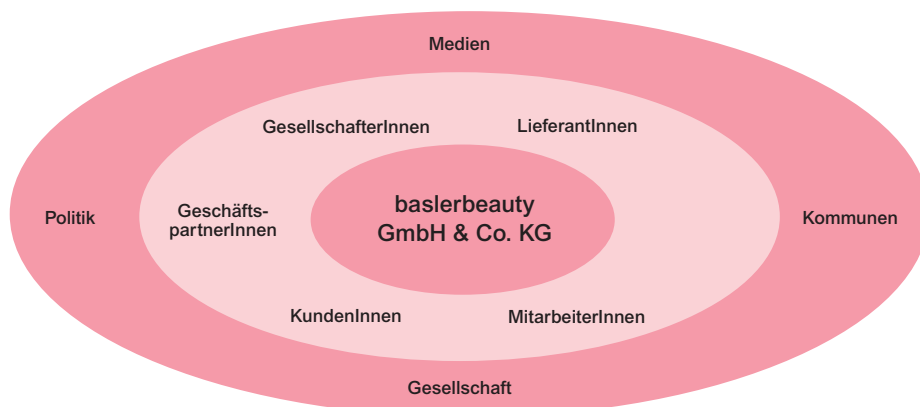 Medien
GesellschafterInnen
LieferantInnen
baslerbeauty
GmbH & Co. KG
Politik
Geschäfts-
partnerInnen
Kommunen
KundenInnen
MitarbeiterInnen
Gesellschaft